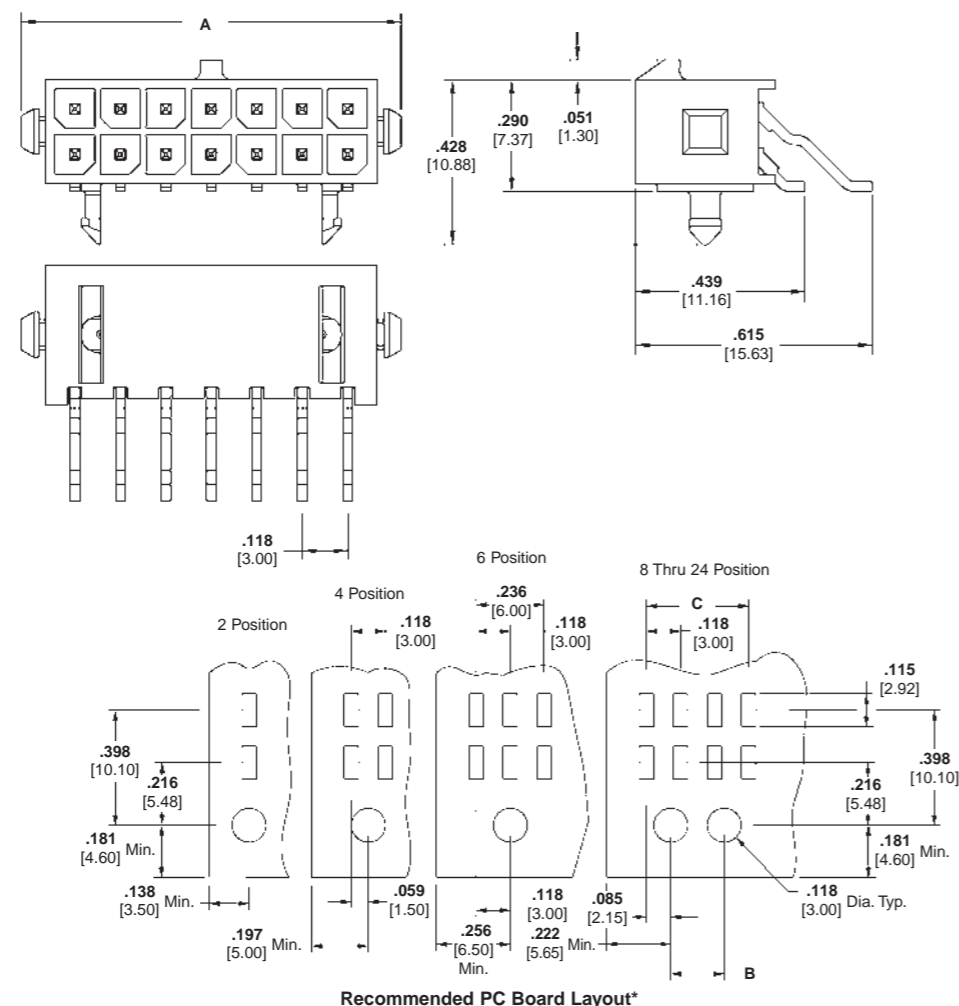 A
.428
[10.88]
.290
[7.37]
.051
[1.30]
.439
[11.16]
.615
[15.63]
.118
[3.00]
2 Position
4 Position
6 Position
8 Thru 24 Position
.118
[3.00]
.236
[6.00]
.118
[3.00]
C
.118
[3.00]
.115
[2.92]
.398
[10.10]
.216
[5.48]
.181
[4.60] Min.
.138
[3.50] Min.
.197
[5.00] Min.
.059
[1.50]
.256
[6.50]
Min.
.118
[3.00]
.222
[5.65] Min.
.085
[2.15]
B
.118
[3.00] Dia. Typ.
.398
[10.10]
.216
[5.48]
.181
[4.60] Min.
Recommended PC Board Layout*